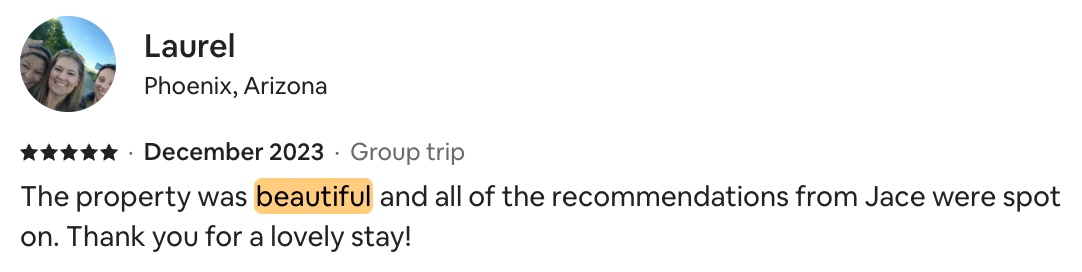 Laurel
Phoenix, Arizona
★★★★★ · December 2023 · Group trip
The property was beautiful and all of the recommendations from Jace were spot
on. Thank you for a lovely stay!